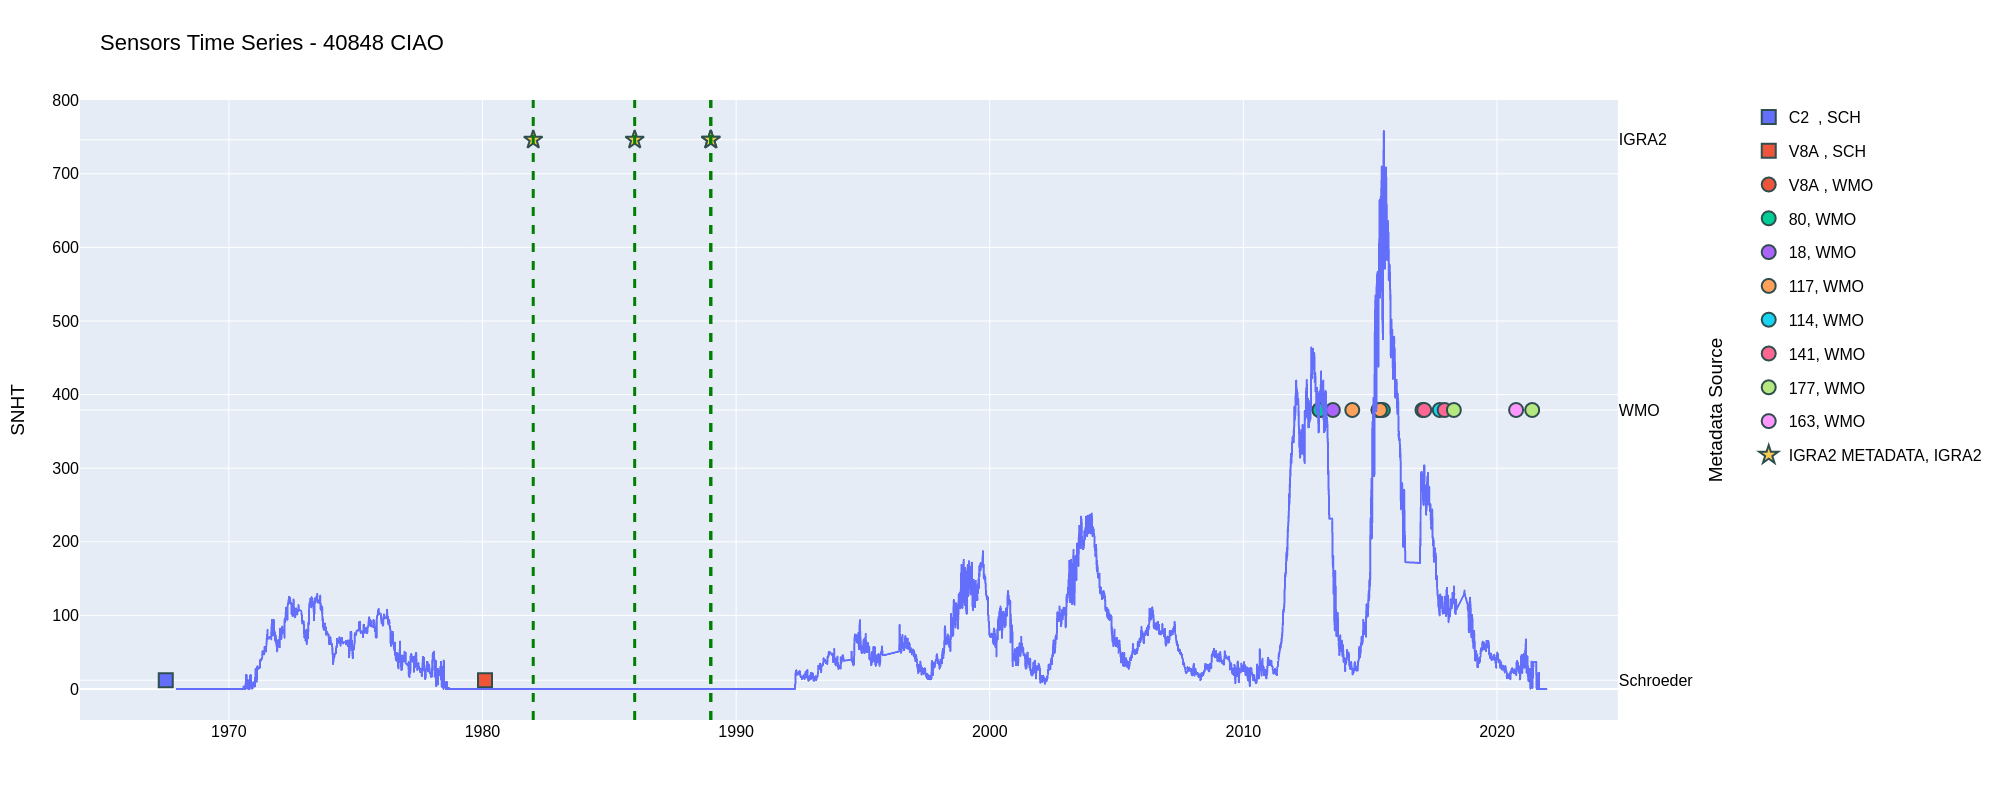 Sensors Time Series - 40848 CIAO
SNHT
800
700
600
500
400
300
200
100
0
1970
1980
1990
2000
2010
2020
IGRA2
WMO
Schroeder
Metadata Source
C2 , SCH
V8A , SCH
V8A , WMO
80, WMO
18, WMO
117, WMO
114, WMO
141, WMO
177, WMO
163, WMO
IGRA2 METADATA, IGRA2